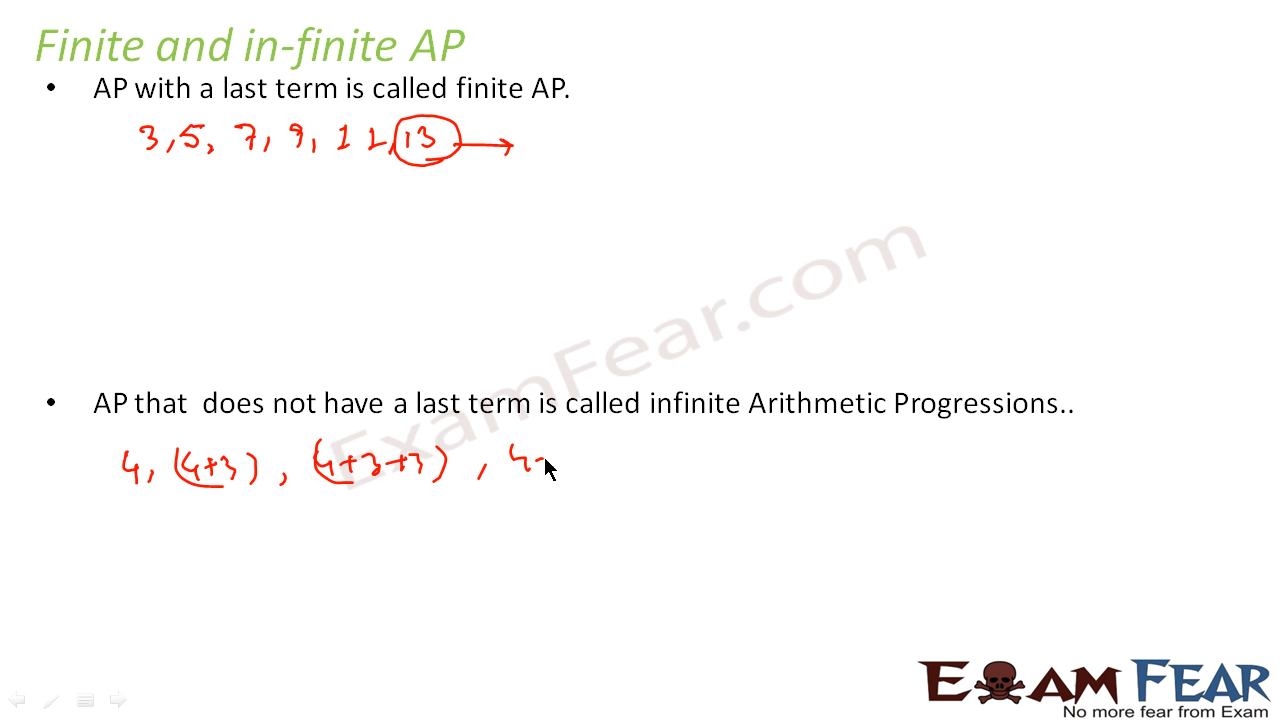 Finite and in-finite AP
• AP with a last term is called finite AP.
3, 5, 7, 9, 11, 13
• AP that does not have a last term is called infinite Arithmetic Progressions..
4, (4+3), (4+3+3), 4-
ExamFear.com
EXAM FEAR
No more fear from Exam